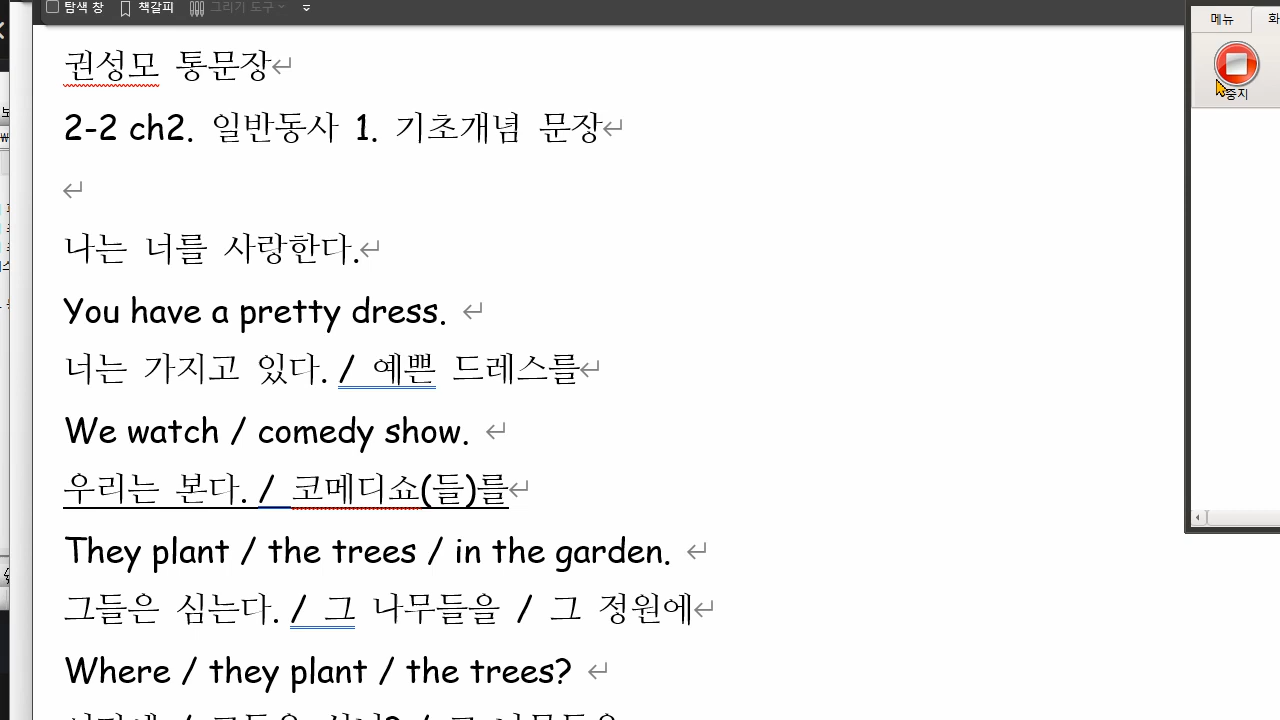 탐색 창 책갈피 그리기 도구
메뉴
중지
권성모 통문장
2-2 ch2. 일반동사 1. 기초개념 문장
나는 너를 사랑한다.
You have a pretty dress.
너는 가지고 있다. / 예쁜 드레스를
We watch / comedy show.
우리는 본다. / 코메디쇼(들)를
They plant / the trees / in the garden.
그들은 심는다. / 그 나무들을 / 그 정원에
Where / they plant / the trees?